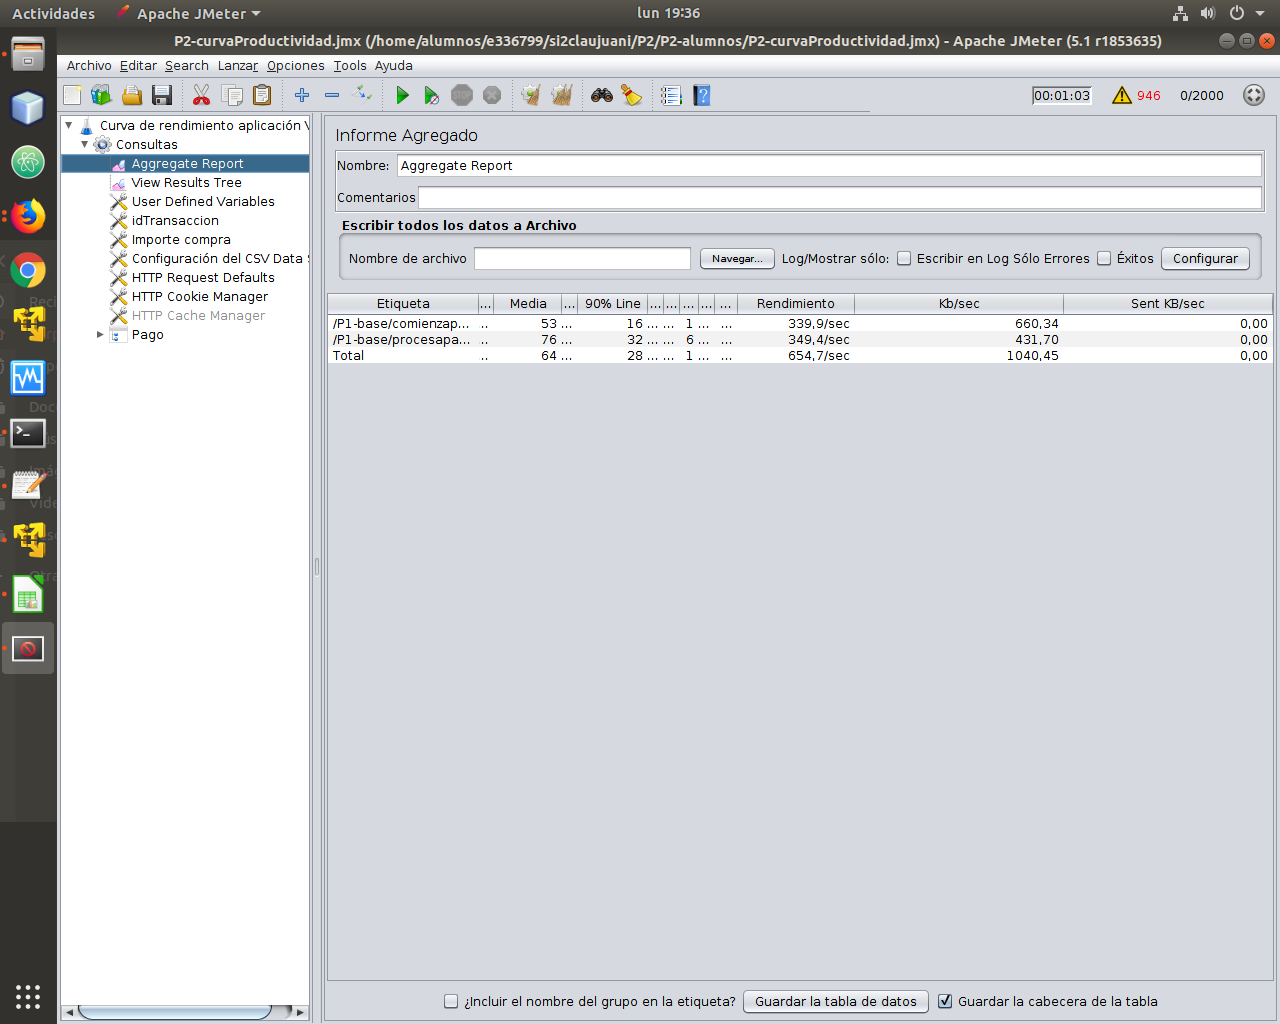 Actividades Apache JMeter lun 19:36
P2-curvaProductividad.jmx (/home/alumnos/e336799/si2claujuani/P2/P2-alumnos/P2-curvaProductividad.jmx) - Apache JMeter (5.1 r1853635)
Archivo Editar Search Lanzar Opciones Tools Ayuda
STOP 00:01:03 946 0/2000
Curva de rendimiento aplicación
Consultas
Aggregate Report
View Results Tree
User Defined Variables
idTransaccion
Importe compra
Configuración del CSV Data
HTTP Request Defaults
HTTP Cookie Manager
HTTP Cache Manager
Pago
Informe Agregado
Nombre: Aggregate Report
Comentarios
Escribir todos los datos a Archivo
Nombre de archivo Navegar... Log/Mostrar sólo: Escribir en Log Sólo Errores Éxitos Configurar
Etiqueta ... Media ... 90% Line ... ... ... ... ... Rendimiento Kb/sec Sent KB/sec
/P1-base/comienzap... .. 53 ... 16 ... ... 1 ... ... 339,9/sec 660,34 0,00
/P1-base/procesapa... .. 76 ... 32 ... ... 6 ... ... 349,4/sec 431,70 0,00
Total .. 64 ... 28 ... ... 1 ... ... 654,7/sec 1040,45 0,00
¿Incluir el nombre del grupo en la etiqueta? Guardar la tabla de datos Guardar la cabecera de la tabla